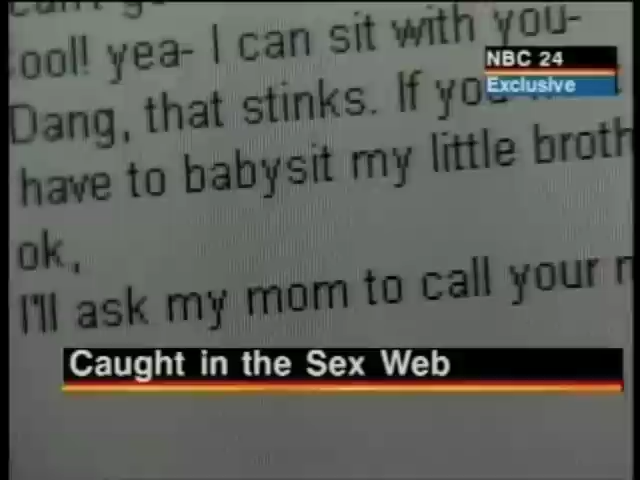 ool! yea- I can sit with you-
NBC 24
Exclusive
Dang, that stinks. If yo
have to babysit my little broth
ok,
I'll ask my mom to call your
Caught in the Sex Web